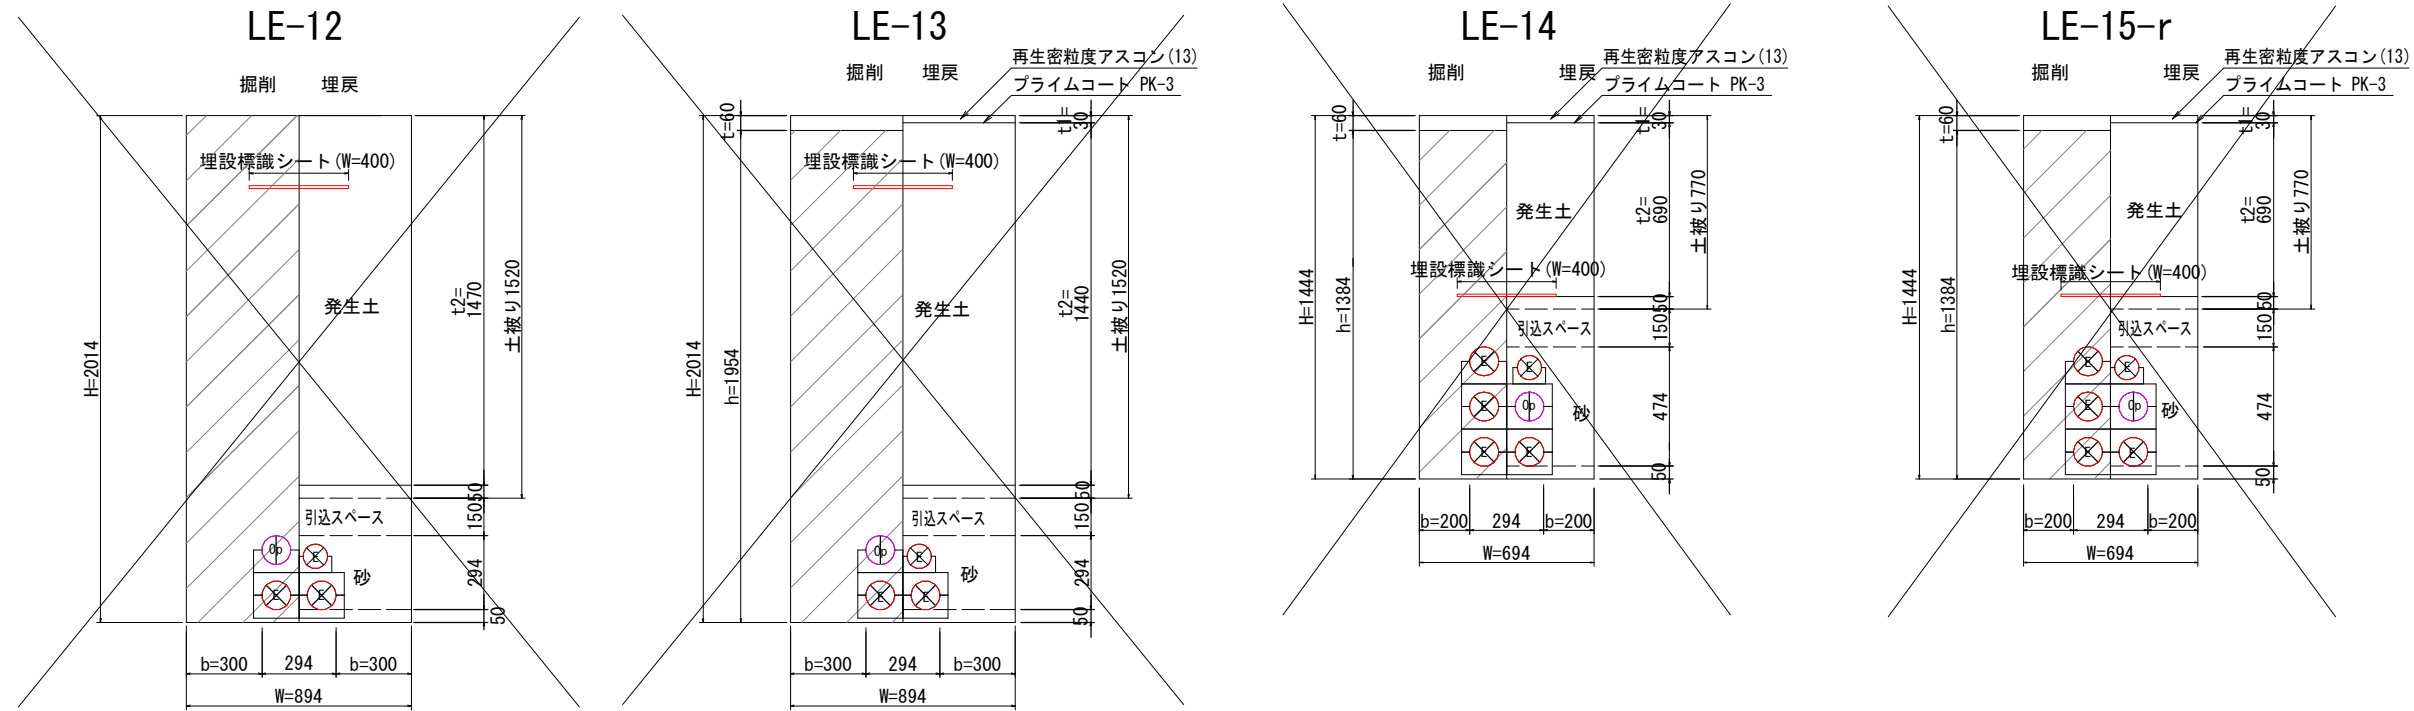 LE-12
掘削 埋戻
埋設標識シート(W=400)
発生土
引込スペース
砂
Op
E
E
E
H=2014
t2=
1470
土被り1520
50
150
294
50
b=300 294 b=300
W=894
LE-13
掘削 埋戻
再生密粒度アスコン(13)
プライムコート PK-3
埋設標識シート(W=400)
発生土
引込スペース
砂
Op
E
E
E
t=60
H=2014
h=1954
t1=
30
t2=
1440
土被り1520
50
150
294
50
b=300 294 b=300
W=894
LE-14
掘削 埋戻
再生密粒度アスコン(13)
プライムコート PK-3
埋設標識シート(W=400)
発生土
引込スペース
砂
E
E
E
Op
E
E
t=60
H=1444
h=1384
t1=
30
t2=
690
土被り770
50
150
474
50
b=200 294 b=200
W=694
LE-15-r
掘削 埋戻
再生密粒度アスコン(13)
プライムコート PK-3
埋設標識シート(W=400)
発生土
引込スペース
砂
E
E
E
Op
E
E
t=60
H=1444
h=1384
t1=
30
t2=
690
土被り770
50
150
474
50
b=200 294 b=200
W=694